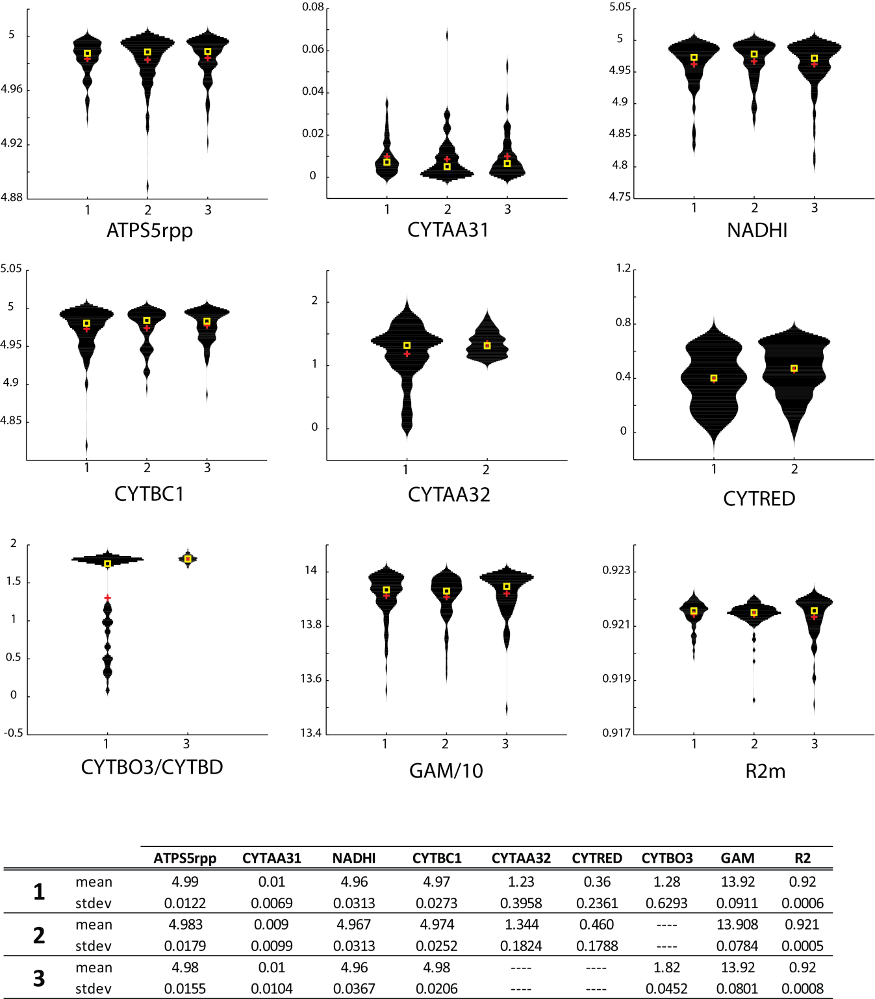 5
4.96
4.92
4.88
1 2 3
ATPS5rpp
0.08
0.06
0.04
0.02
0
1 2 3
CYTAA31
5.05
5
4.95
4.9
4.85
4.8
4.75
1 2 3
NADHI
5.05
5
4.95
4.9
4.85
1 2 3
CYTBC1
2
1
0
1 2
CYTAA32
1.2
0.8
0.4
0
1 2
CYTRED
2
1.5
1
0.5
0
-0.5
1 3
CYTBO3/CYTBD
14
13.8
13.6
13.4
1 2 3
GAM/10
0.923
0.921
0.919
0.917
1 2 3
R2m
ATPS5rpp CYTAA31 NADHI CYTBC1 CYTAA32 CYTRED CYTBO3 GAM R2
1
mean 4.99 0.01 4.96 4.97 1.23 0.36 1.28 13.92 0.92
stdev 0.0122 0.0069 0.0313 0.0273 0.3958 0.2361 0.6293 0.0911 0.0006
2
mean 4.983 0.009 4.967 4.974 1.344 0.460 ---- 13.908 0.921
stdev 0.0179 0.0099 0.0313 0.0252 0.1824 0.1788 ---- 0.0784 0.0005
3
mean 4.98 0.01 4.96 4.98 ---- ---- 1.82 13.92 0.92
stdev 0.0155 0.0104 0.0367 0.0206 ---- ---- 0.0452 0.0801 0.0008